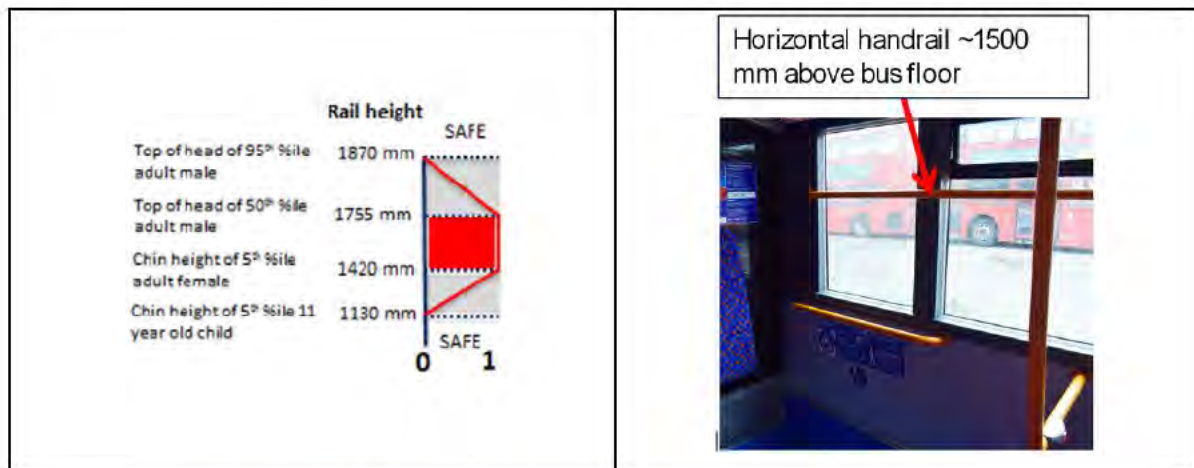 Rail height
SAFE
Top of head of 95th %ile
adult male
1870 mm
Top of head of 50th %ile
adult male
1755 mm
Chin height of 5th %ile
adult female
1420 mm
Chin height of 5th %ile 11
year old child
1130 mm
SAFE
0 1
Horizontal handrail ~1500
mm above bus floor